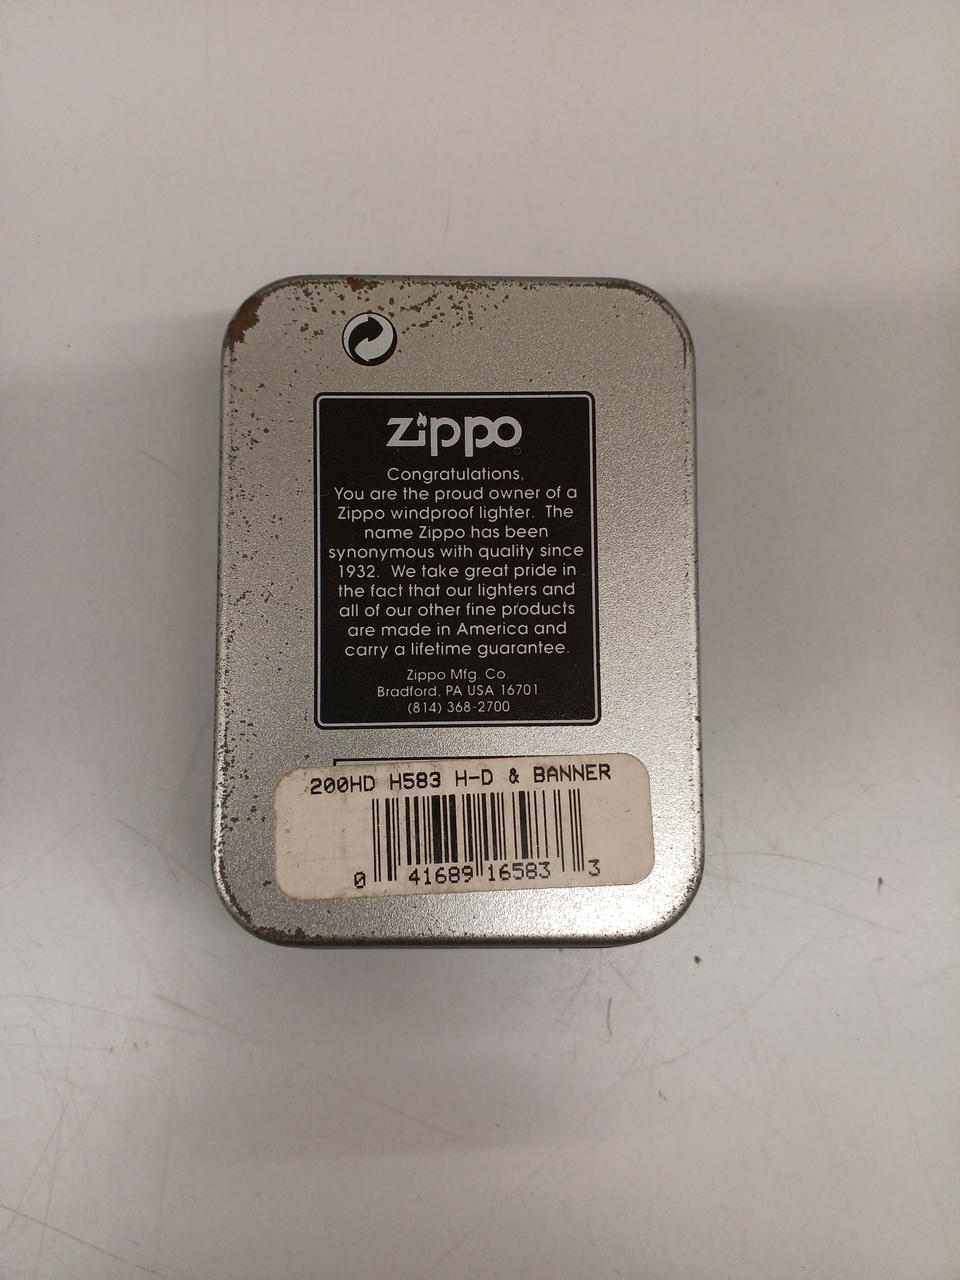 zippo
Congratulations,
You are the proud owner of a
Zippo windproof lighter. The
name Zippo has been
synonymous with quality since
1932. We take great pride in
the fact that our lighters and
all of our other fine products
are made in America and
carry a lifetime guarantee.
Zippo Mfg. Co.
Bradford, PA USA 16701
(814) 368-2700
200HD H583 H-D & BANNER
0 41689 16583 3